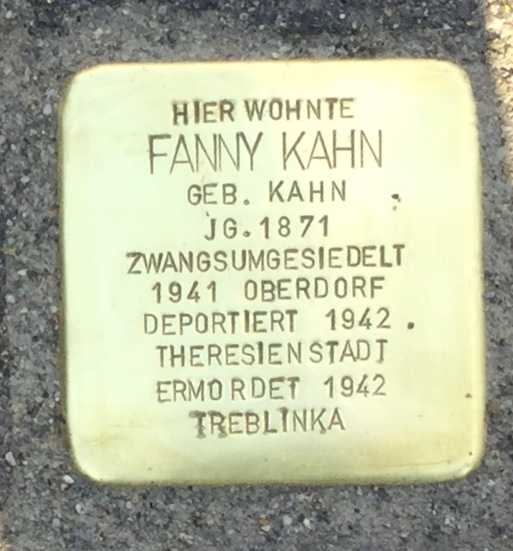 HIER WOHNTE
FANNY KAHN
GEB. KAHN
JG. 1871
ZWANGSUMGESIEDELT
1941 OBERDORF
DEPORTIERT 1942
THERESIENSTADT
ERMORDET 1942
TREBLINKA